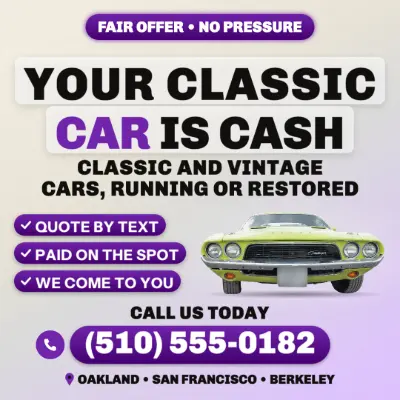 FAIR OFFER • NO PRESSURE
YOUR CLASSIC
CAR IS CASH
CLASSIC AND VINTAGE
CARS, RUNNING OR RESTORED
QUOTE BY TEXT
PAID ON THE SPOT
WE COME TO YOU
CALL US TODAY
(510) 555-0182
OAKLAND • SAN FRANCISCO • BERKELEY